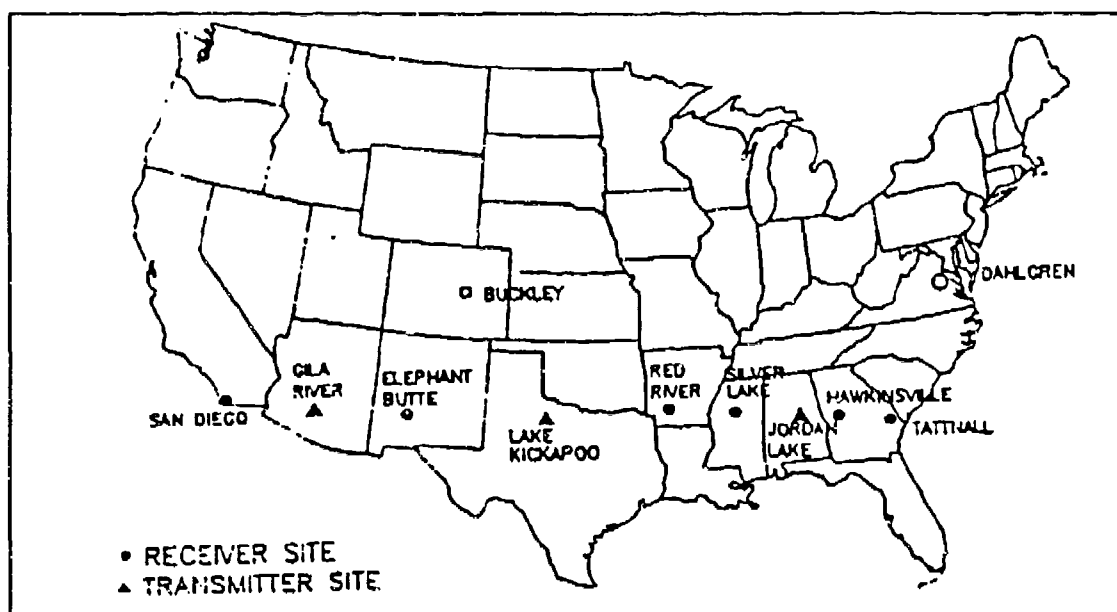 DAHLGREN
BUCKLEY
GILA
RIVER
ELEPHANT
BUTTE
RED
RIVER
SILVER
LAKE
HAWKINSVILLE
SAN DIEGO
LAKE
KICKAPOO
JORDAN
LAKE
TATTNALL
• RECEIVER SITE
▲ TRANSMITTER SITE